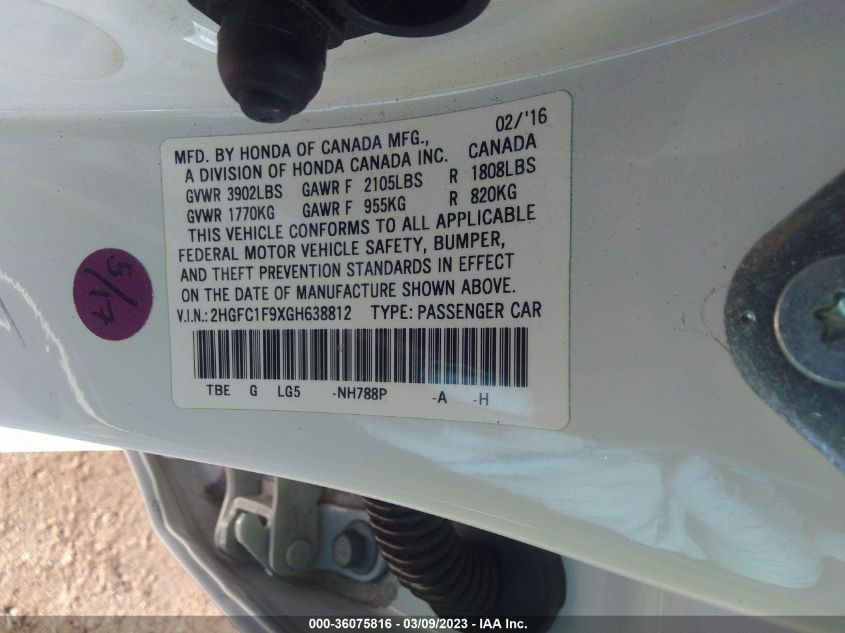 02/'16
MFD. BY HONDA OF CANADA MFG.,
A DIVISION OF HONDA CANADA INC. CANADA
GVWR 3902LBS GAWR F 2105LBS R 1808LBS
GVWR 1770KG GAWR F 955KG R 820KG
THIS VEHICLE CONFORMS TO ALL APPLICABLE
FEDERAL MOTOR VEHICLE SAFETY, BUMPER,
AND THEFT PREVENTION STANDARDS IN EFFECT
ON THE DATE OF MANUFACTURE SHOWN ABOVE.
V.I.N.: 2HGFC1F9XGH638812 TYPE: PASSENGER CAR
TBE G LG5 -NH788P -A -H
5/17
000-36075816 - 03/09/2023 - IAA Inc.